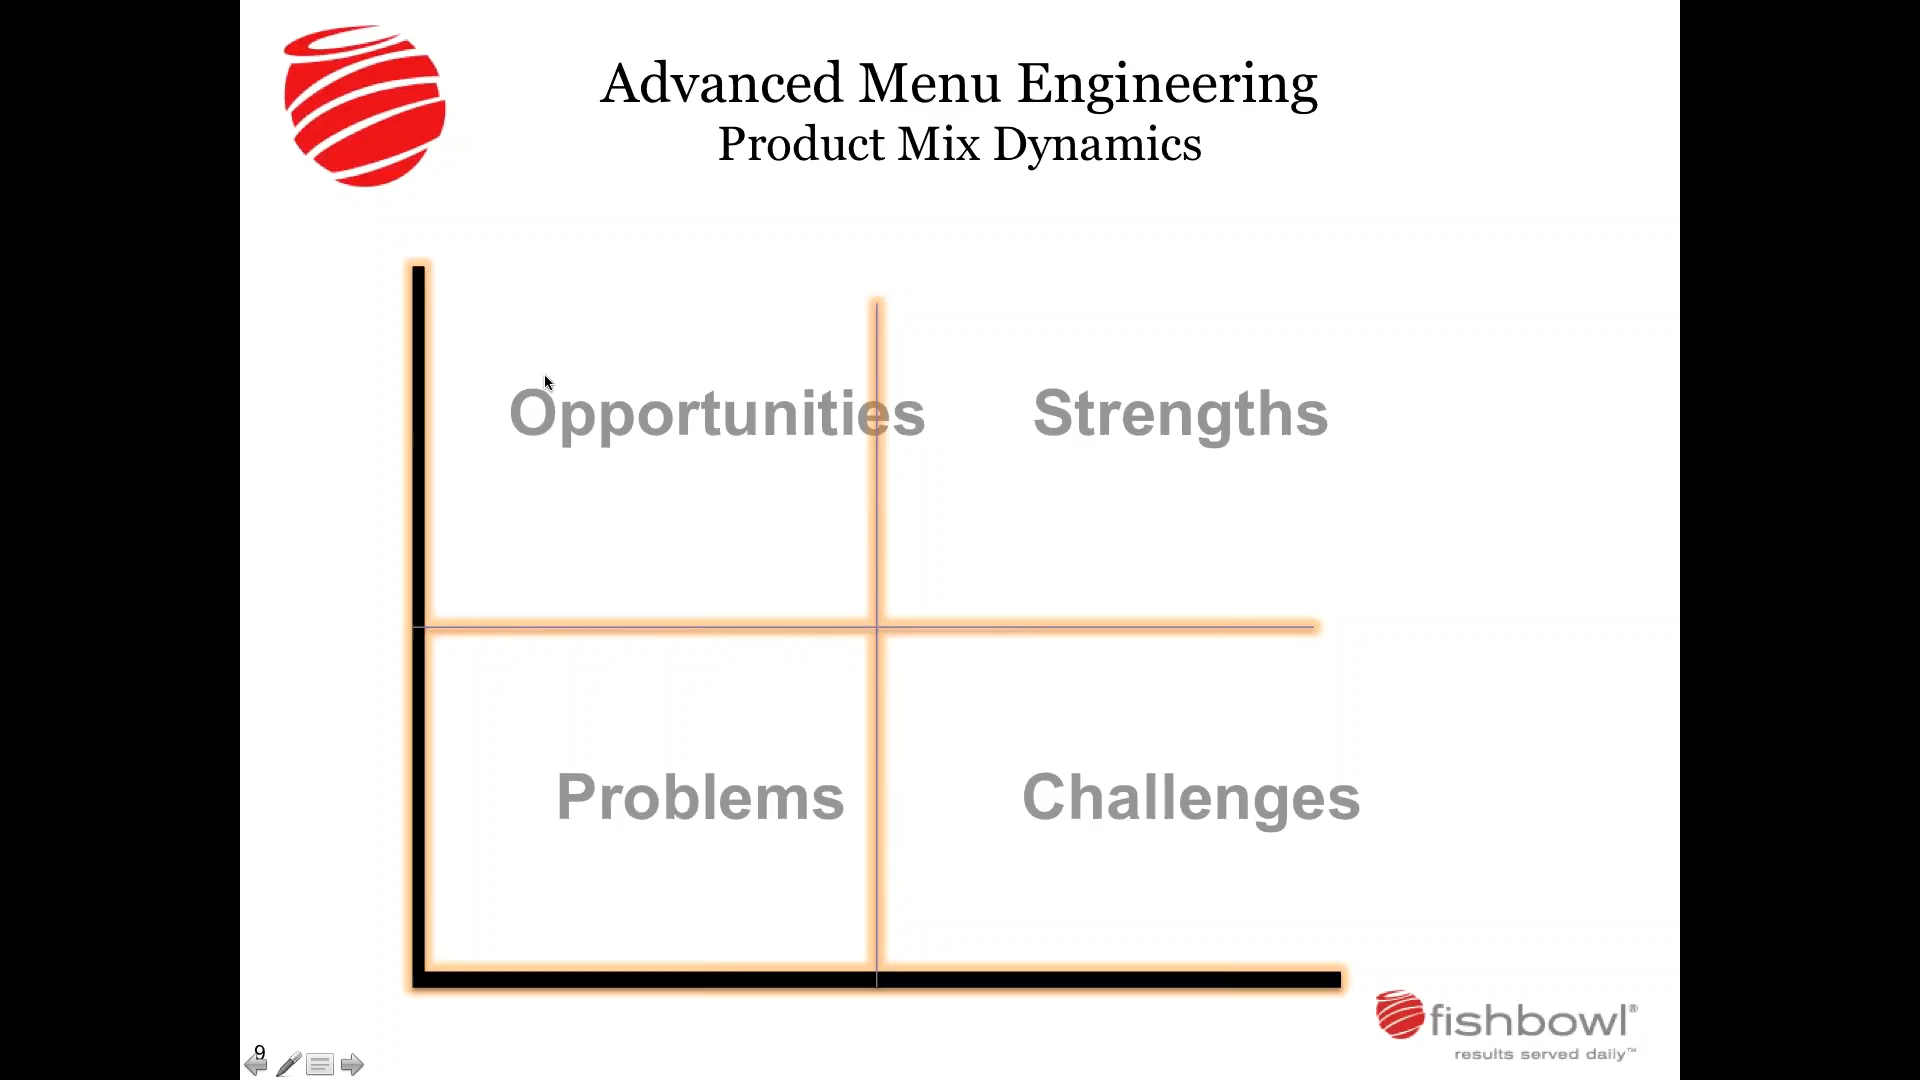 Advanced Menu Engineering
Product Mix Dynamics
Opportunities
Strengths
Problems
Challenges
fishbowl®
results served daily™
9